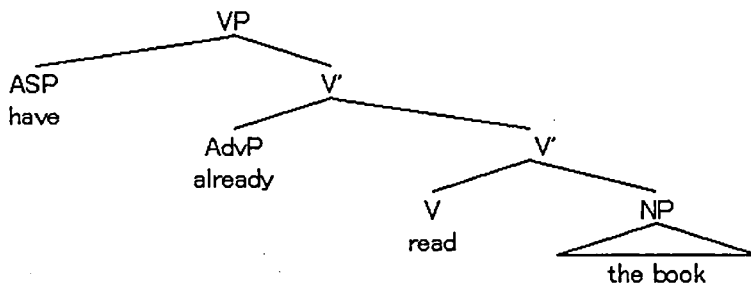 VP
ASP V'
have
AdvP V'
already
V NP
read
the book